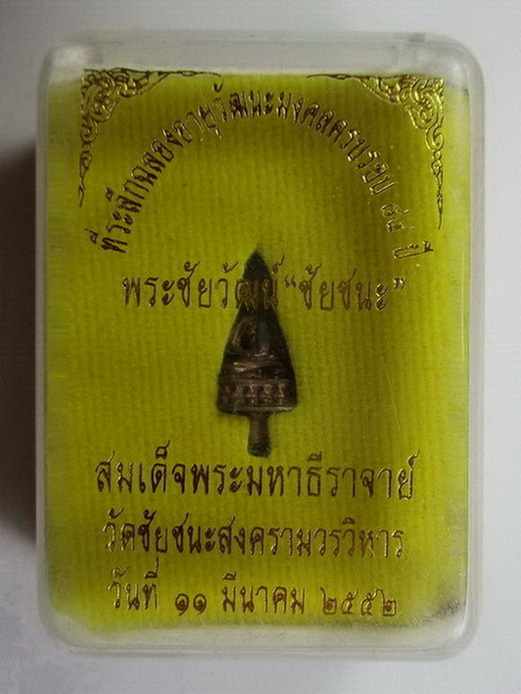 ที่ระลึกฉลองอายุวัฒนะมงคลครบรอบ ๗๔ ปี
พระชัยวัฒน์ "ชัยชนะ"
สมเด็จพระมหาธีราจาย์
วัดชัยชนะสงครามวรวิหาร
วันที่ ๑๑ มีนาคม ๒๕๕๒